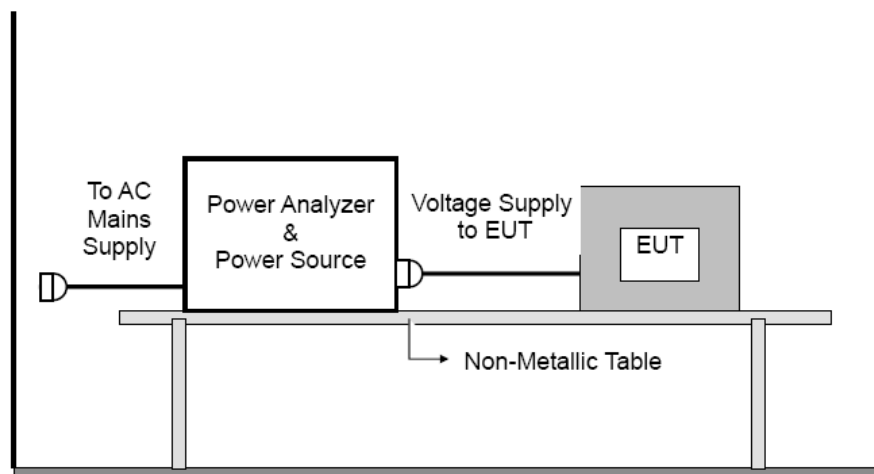 To AC
Mains
Supply
Power Analyzer
&
Power Source
Voltage Supply
to EUT
EUT
Non-Metallic Table